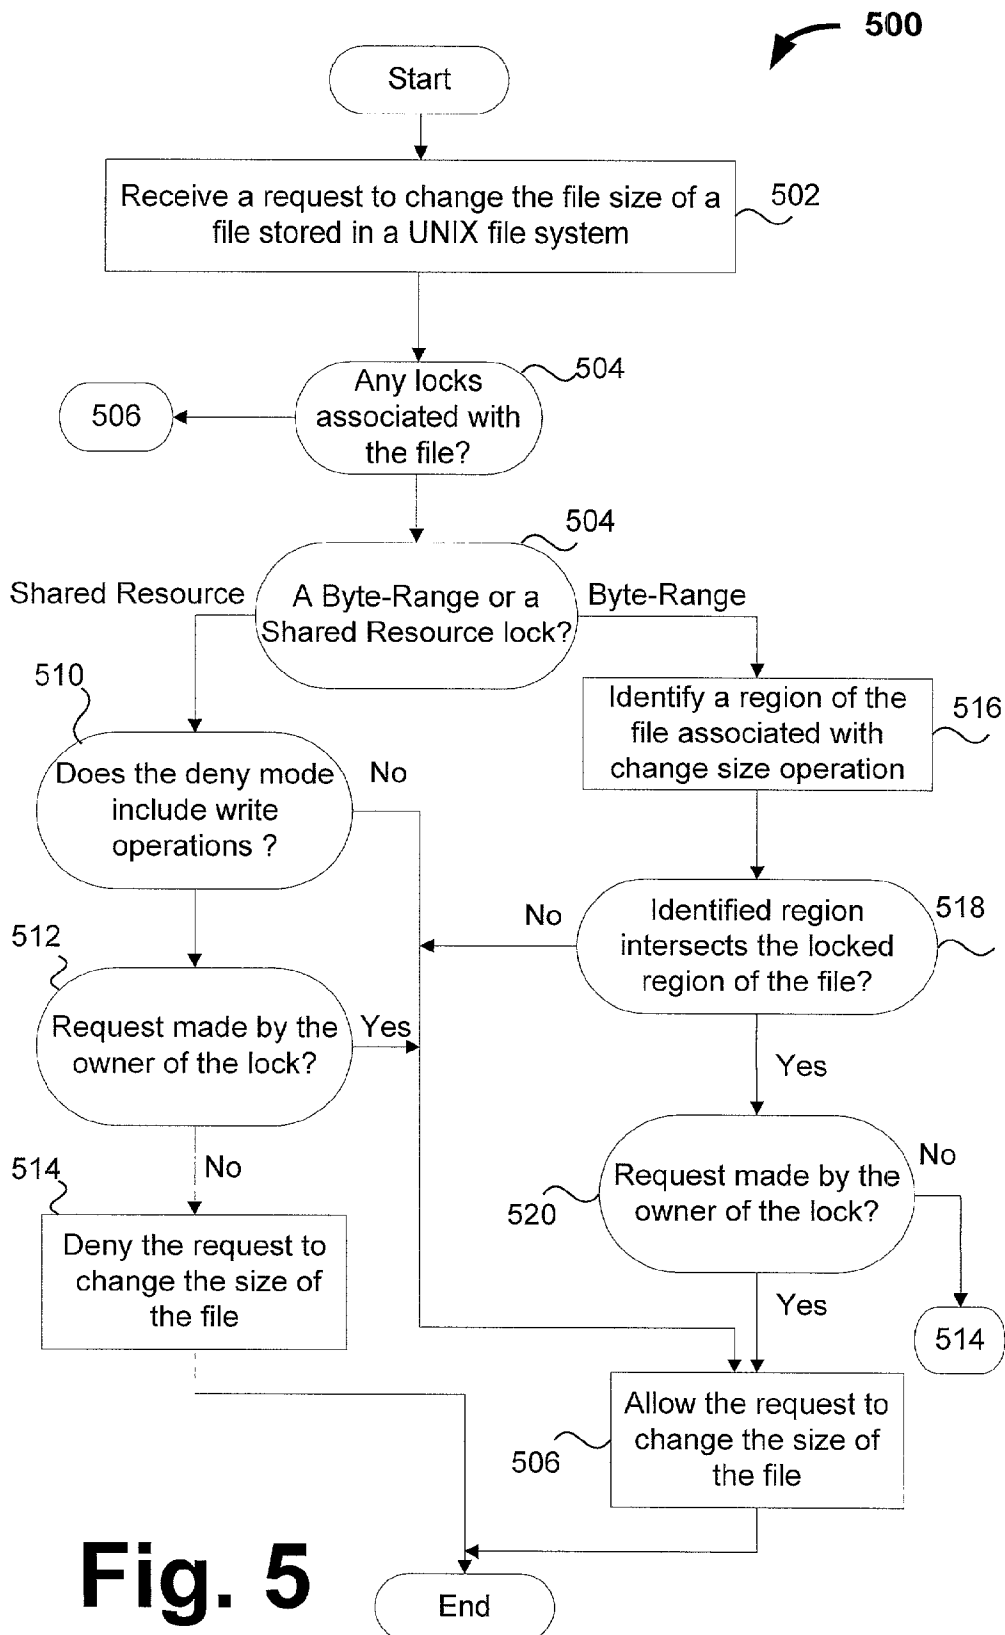 500
Start
Receive a request to change the file size of a
file stored in a UNIX file system
502
Any locks
associated with
the file?
504
506
504
A Byte-Range or a
Shared Resource lock?
Shared Resource
Byte-Range
510
Does the deny mode
include write
operations ?
No
Identify a region of the
file associated with
change size operation
516
512
Request made by the
owner of the lock?
Yes
No
Identified region
intersects the locked
region of the file?
518
Yes
No
514
Deny the request to
change the size of
the file
Request made by the
owner of the lock?
520
No
514
Yes
Allow the request to
change the size of
the file
506
End
Fig. 5